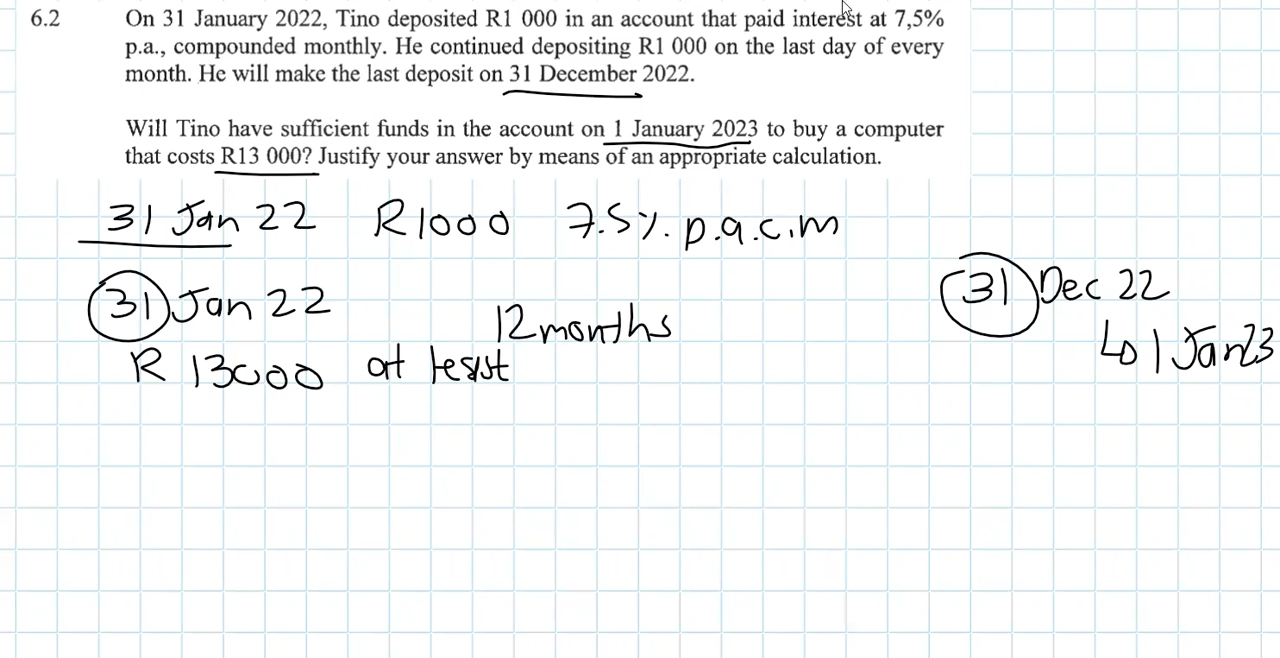 6.2 On 31 January 2022, Tino deposited R1 000 in an account that paid interest at 7,5%
p.a., compounded monthly. He continued depositing R1 000 on the last day of every
month. He will make the last deposit on 31 December 2022.
Will Tino have sufficient funds in the account on 1 January 2023 to buy a computer
that costs R13 000? Justify your answer by means of an appropriate calculation.
31 Jan 22 R1000 7.5%. p.a.c.m
31 Jan 22 12 months 31 Dec 22
R 13000 at least ↳ 1 Jan 23